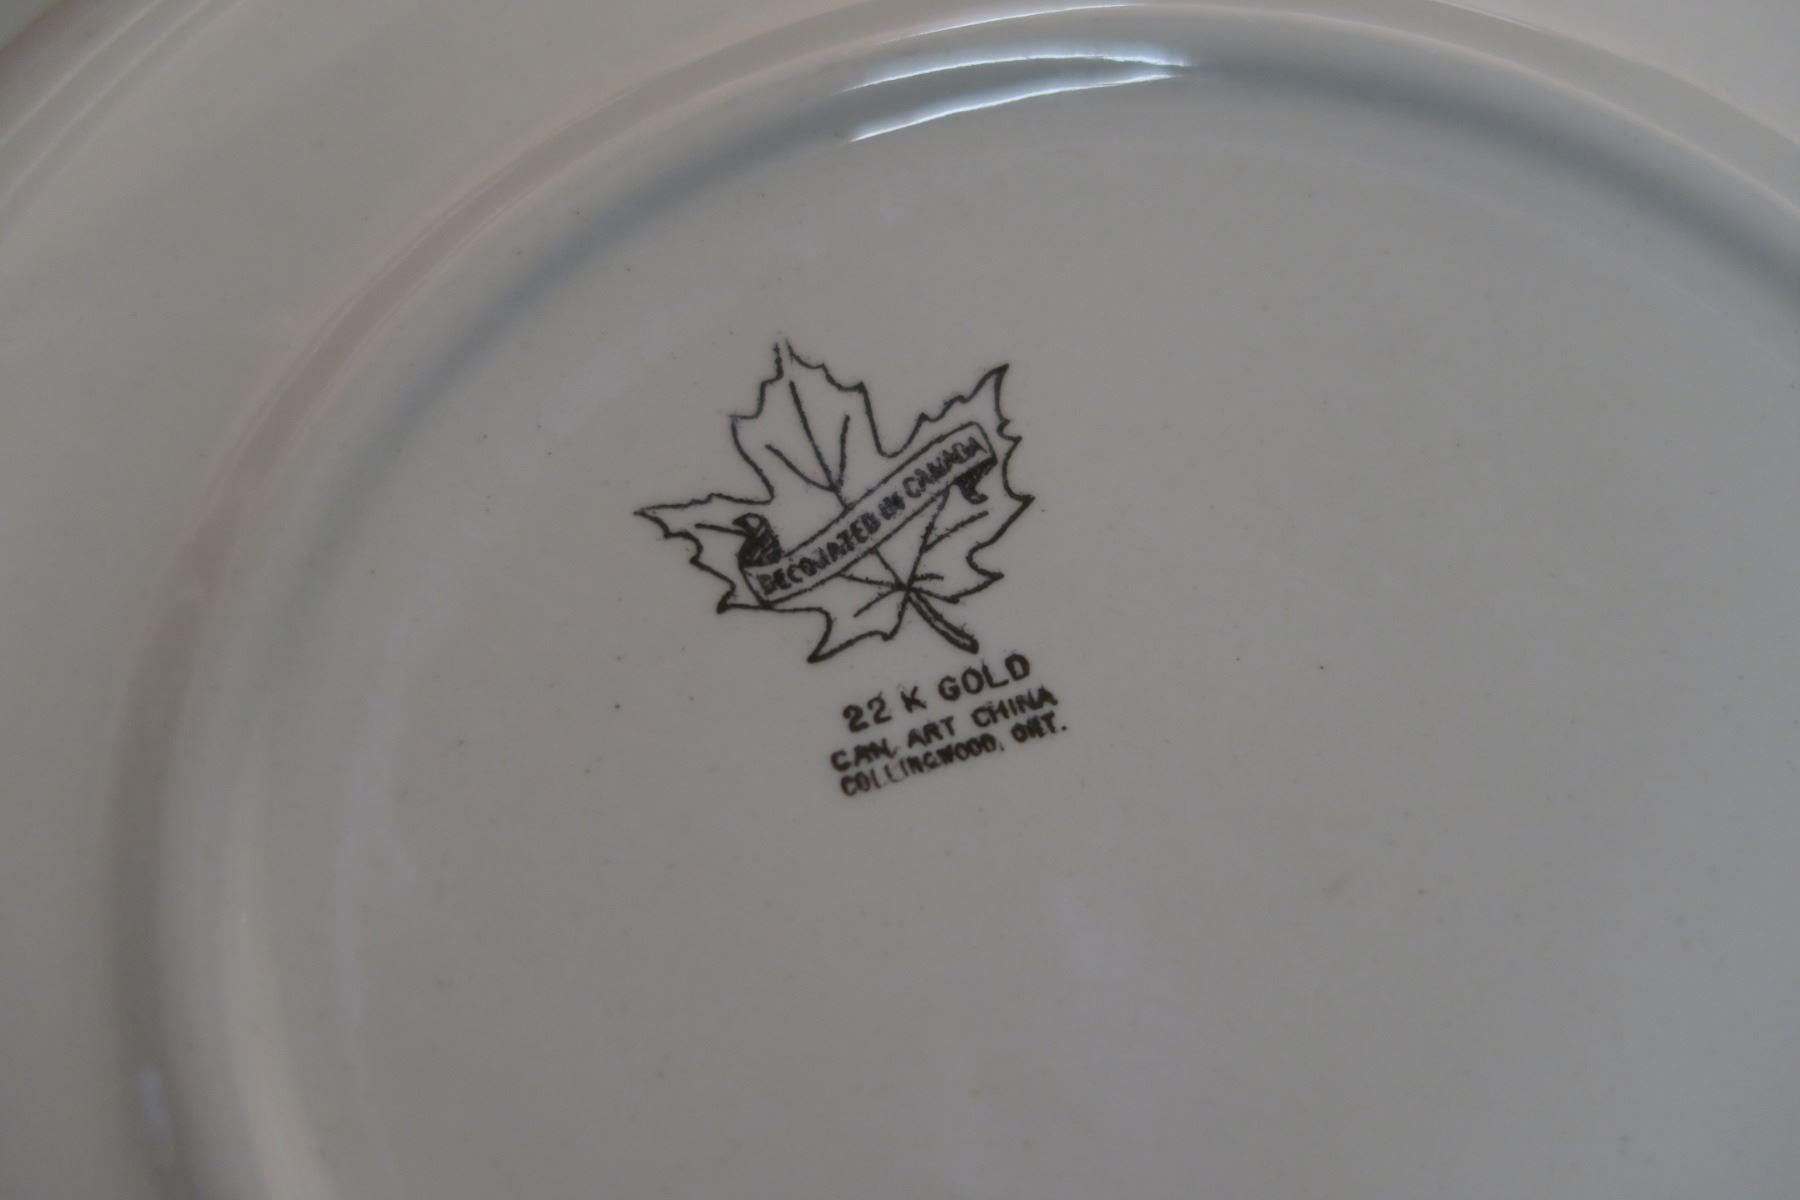 DECORATED IN CANADA
22 K GOLD
CAN. ART CHINA
COLLINGWOOD, ONT.